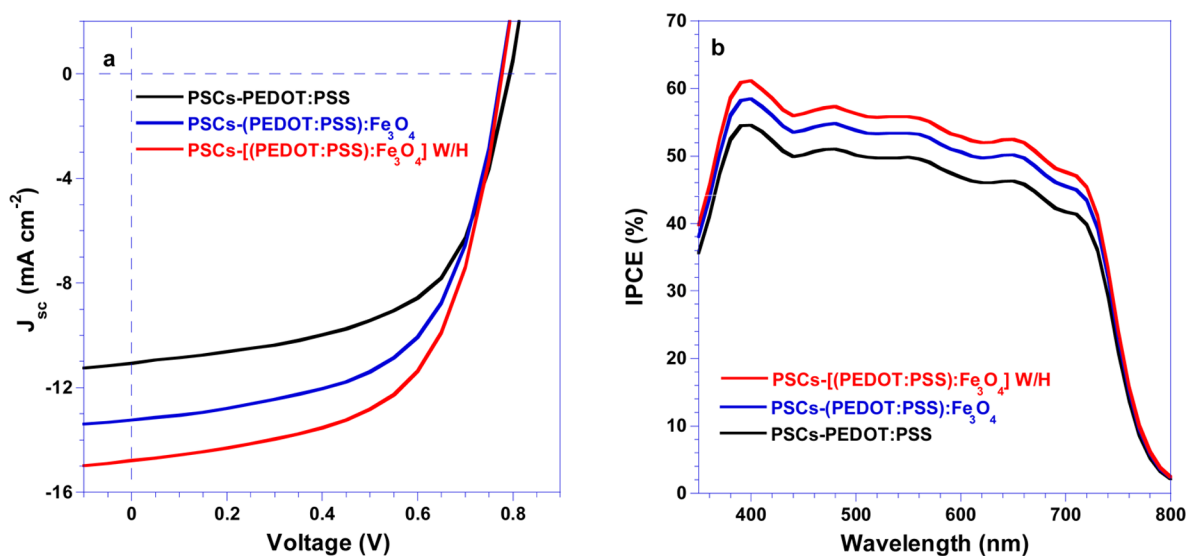 a
0
-4
-8
-12
-16
J_sc (mA cm⁻²)
PSCs-PEDOT:PSS
PSCs-(PEDOT:PSS):Fe₃O₄
PSCs-[(PEDOT:PSS):Fe₃O₄] W/H
0 0.2 0.4 0.6 0.8
Voltage (V)
b
70
60
50
40
30
20
10
0
IPCE (%)
PSCs-[(PEDOT:PSS):Fe₃O₄] W/H
PSCs-(PEDOT:PSS):Fe₃O₄
PSCs-PEDOT:PSS
400 500 600 700 800
Wavelength (nm)